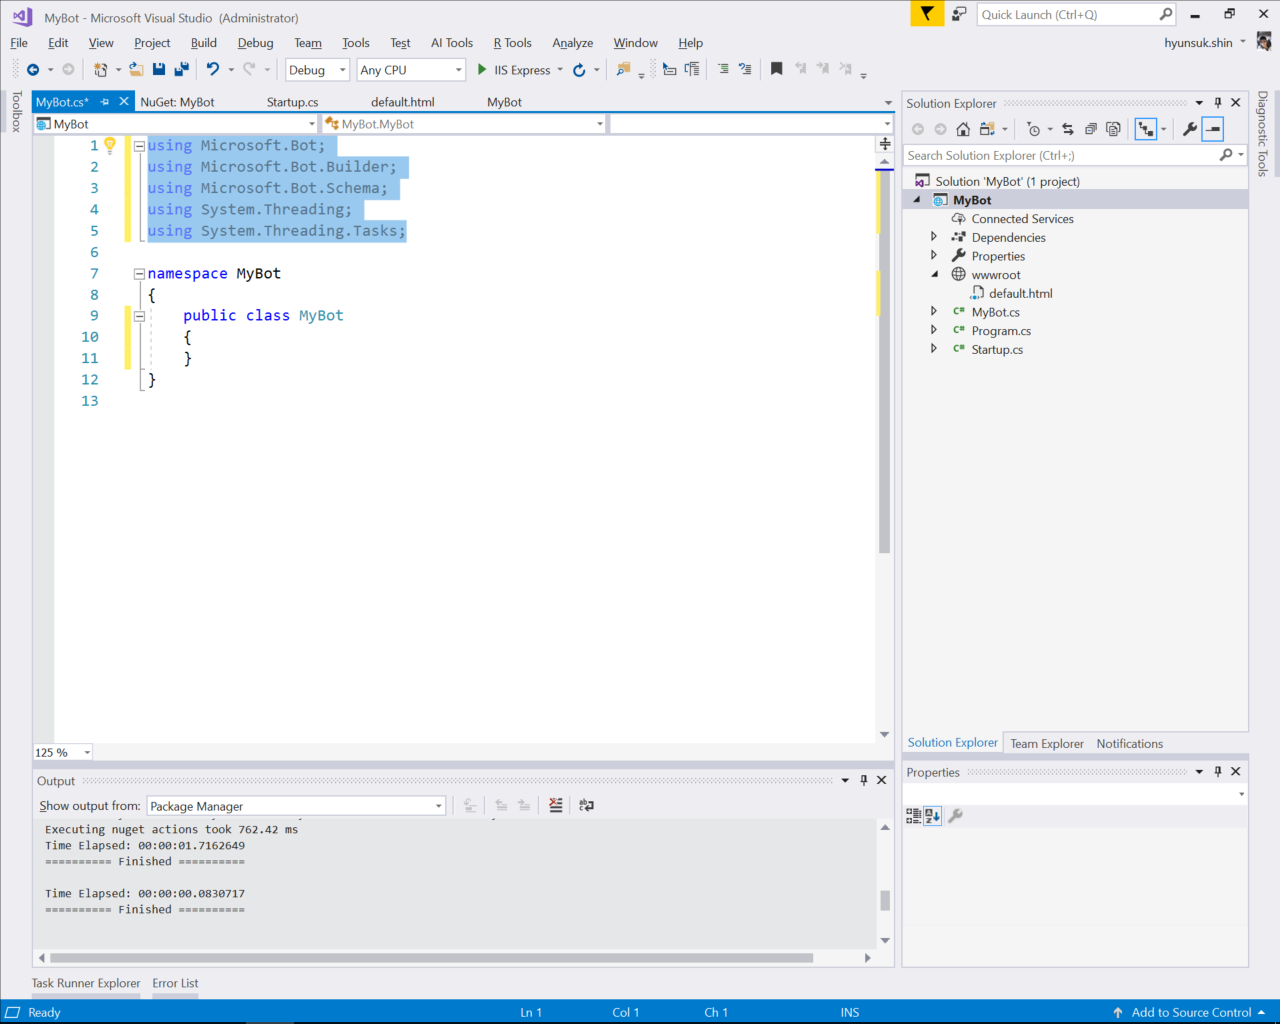 MyBot - Microsoft Visual Studio (Administrator)
Quick Launch (Ctrl+Q)
File Edit View Project Build Debug Team Tools Test AI Tools R Tools Analyze Window Help
hyunsuk.shin
Debug Any CPU IIS Express
Toolbox
MyBot.cs* NuGet: MyBot Startup.cs default.html MyBot
MyBot MyBot.MyBot
1 using Microsoft.Bot;
2 using Microsoft.Bot.Builder;
3 using Microsoft.Bot.Schema;
4 using System.Threading;
5 using System.Threading.Tasks;
6
7 namespace MyBot
8 {
9 public class MyBot
10 {
11 }
12 }
13
125 %
Output
Show output from: Package Manager
Executing nuget actions took 762.42 ms
Time Elapsed: 00:00:01.7162649
========== Finished ==========
Time Elapsed: 00:00:00.0830717
========== Finished ==========
Task Runner Explorer Error List
Solution Explorer
Search Solution Explorer (Ctrl+;)
Solution 'MyBot' (1 project)
MyBot
Connected Services
Dependencies
Properties
wwwroot
default.html
C# MyBot.cs
C# Program.cs
C# Startup.cs
Solution Explorer Team Explorer Notifications
Properties
Diagnostic Tools
Ready Ln 1 Col 1 Ch 1 INS Add to Source Control